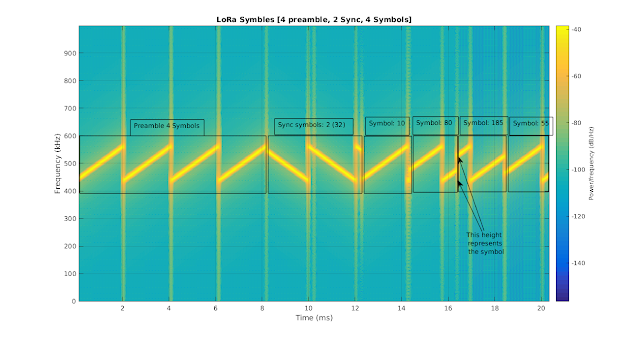 LoRa Symbles [4 preamble, 2 Sync, 4 Symbols]
Frequency (kHz)
900
800
700
600
500
400
300
200
100
0
Preamble 4 Symbols
Sync symbols: 2 (32)
Symbol: 10
Symbol: 80
Symbol: 185
Symbol: 55
This height
represents
the symbol
2 4 6 8 10 12 14 16 18 20
Time (ms)
-40
-60
-80
-100
-120
-140
Power/frequency (dB/Hz)